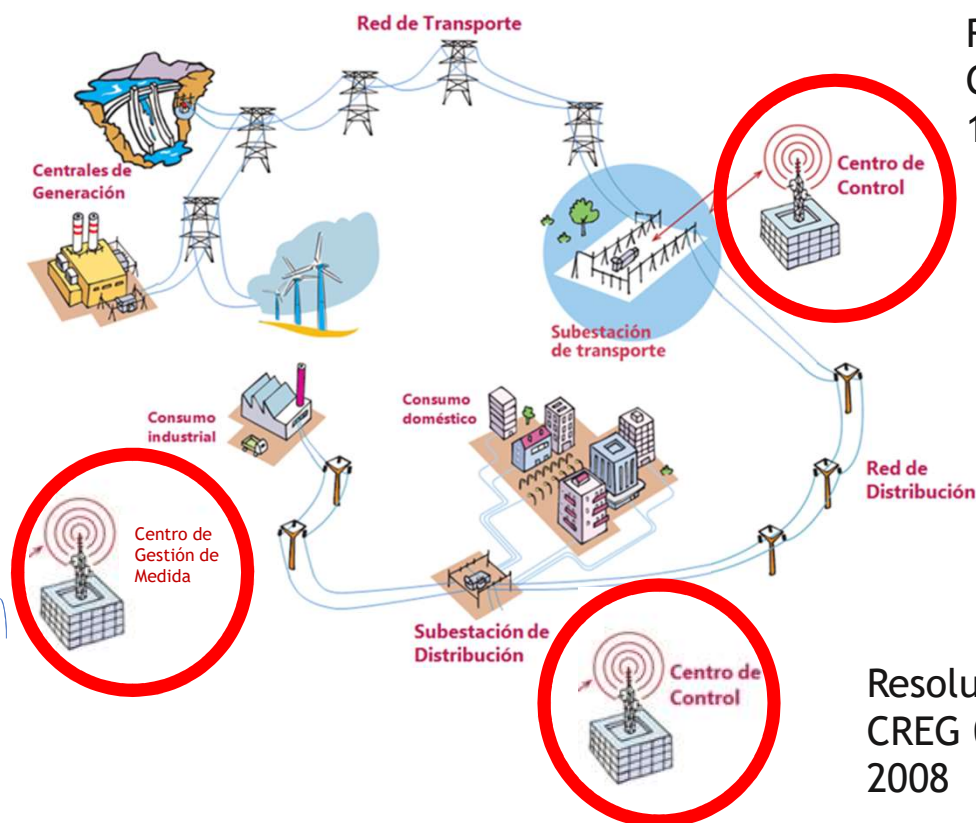 Red de Transporte
Centrales de
Generación
Centro de
Control
Subestación
de transporte
Consumo
industrial
Consumo
doméstico
Red de
Distribución
Centro de
Gestión de
Medida
Subestación de
Distribución
Centro de
Control
CREG
2008